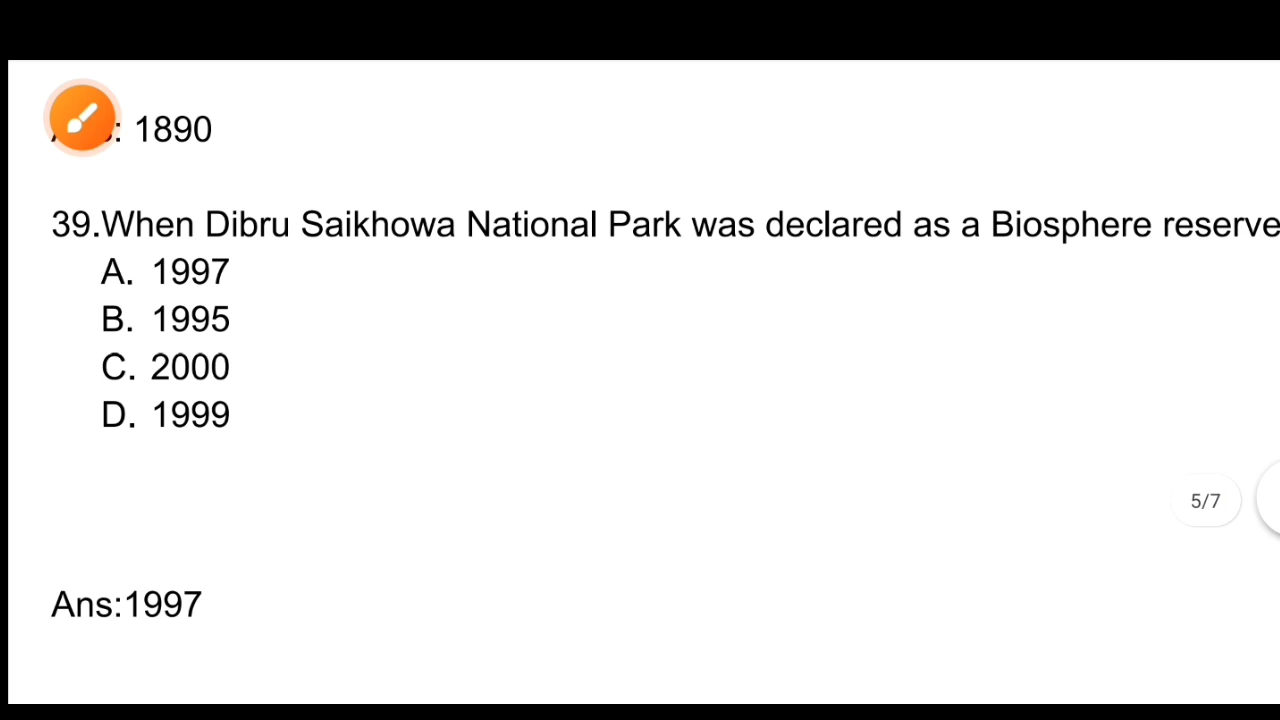 : 1890
39.When Dibru Saikhowa National Park was declared as a Biosphere reserve
A. 1997
B. 1995
C. 2000
D. 1999
5/7
Ans:1997